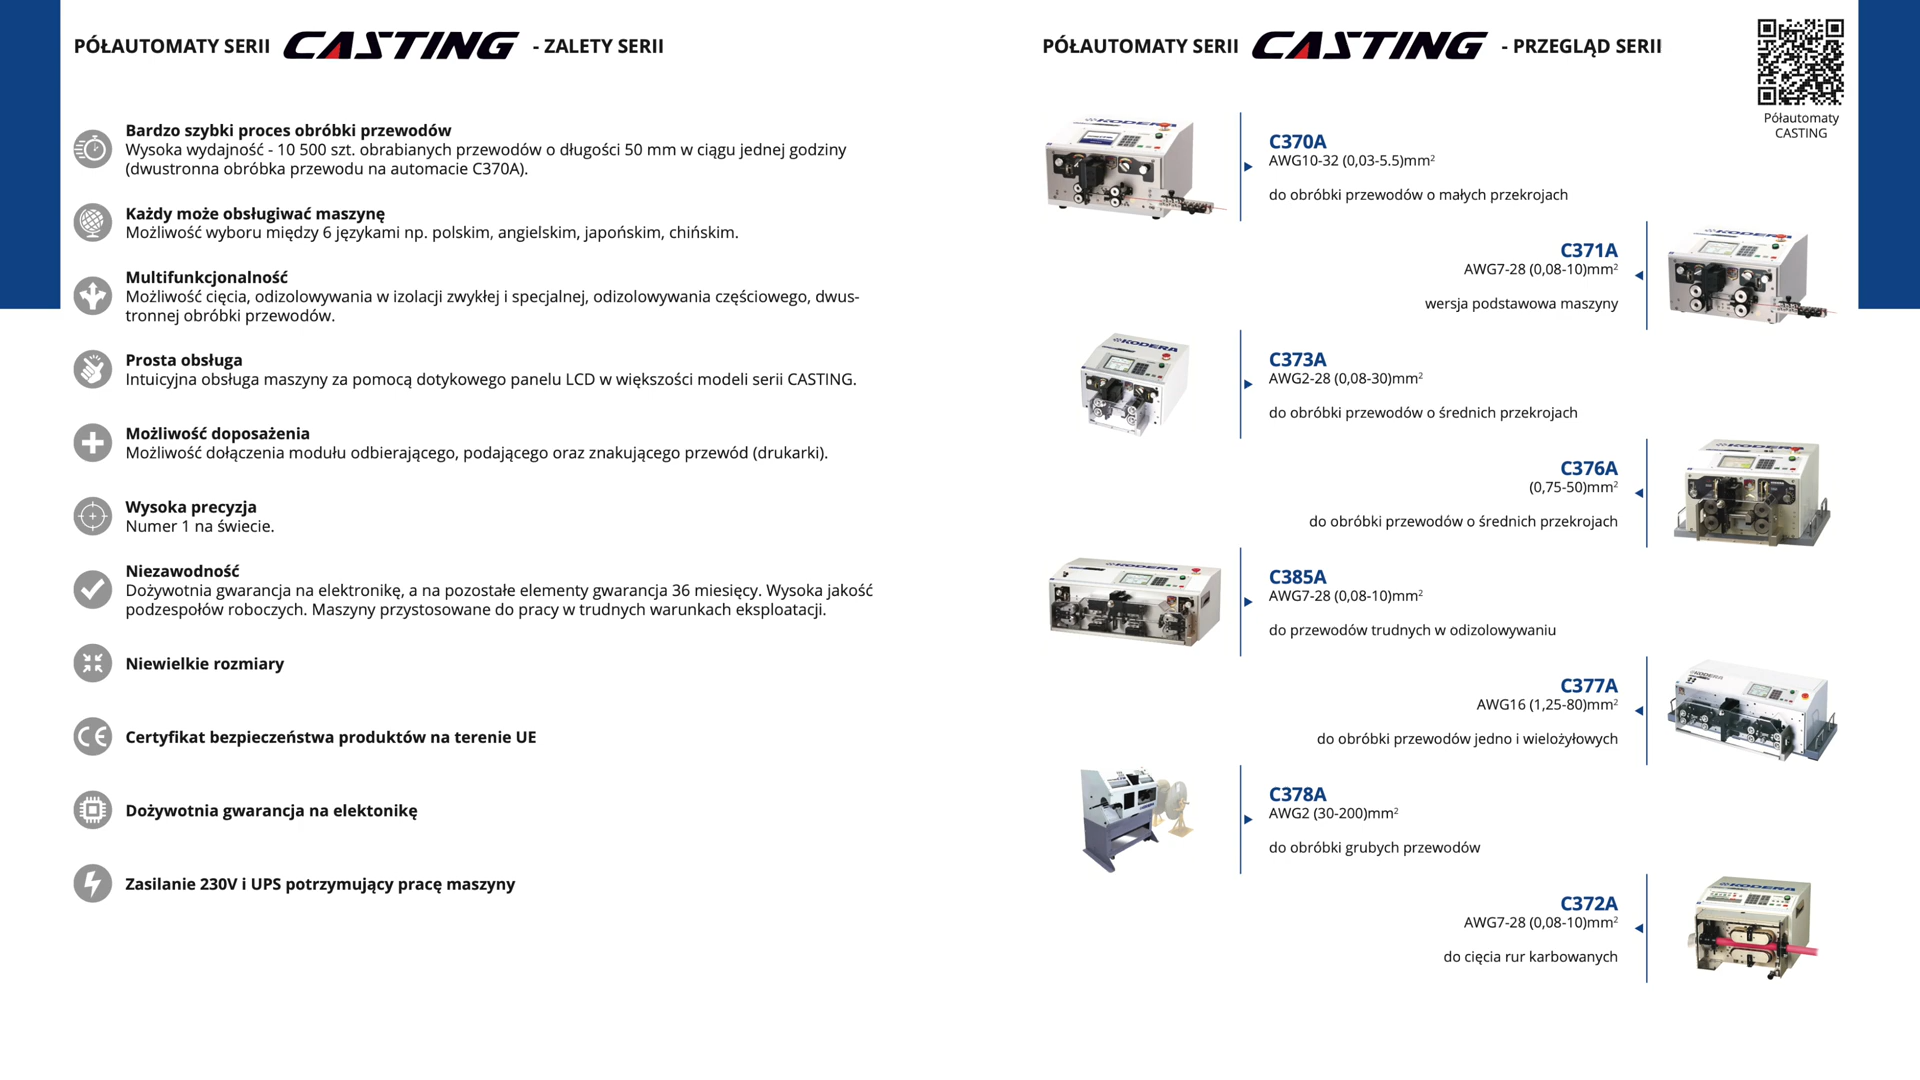 PÓŁAUTOMATY SERII CASTING - ZALETY SERII
Bardzo szybki proces obróbki przewodów
Wysoka wydajność - 10 500 szt. obrabianych przewodów o długości 50 mm w ciągu jednej godziny
(dwustronna obróbka przewodu na automacie C370A).
Każdy może obsługiwać maszynę
Możliwość wyboru między 6 językami np. polskim, angielskim, japońskim, chińskim.
Multifunkcjonalność
Możliwość cięcia, odizolowywania w izolacji zwykłej i specjalnej, odizolowywania częściowego, dwus-
tronnej obróbki przewodów.
Prosta obsługa
Intuicyjna obsługa maszyny za pomocą dotykowego panelu LCD w większości modeli serii CASTING.
Możliwość doposażenia
Możliwość dołączenia modułu odbierającego, podającego oraz znakującego przewód (drukarki).
Wysoka precyzja
Numer 1 na świecie.
Niezawodność
Dożywotnia gwarancja na elektronikę, a na pozostałe elementy gwarancja 36 miesięcy. Wysoka jakość
podzespołów roboczych. Maszyny przystosowane do pracy w trudnych warunkach eksploatacji.
Niewielkie rozmiary
CE
Certyfikat bezpieczeństwa produktów na terenie UE
Dożywotnia gwarancja na elektonikę
Zasilanie 230V i UPS potrzymujący pracę maszyny
PÓŁAUTOMATY SERII CASTING - PRZEGLĄD SERII
Półautomaty
CASTING
KODERA
C370A
AWG10-32 (0,03-5.5)mm²
do obróbki przewodów o małych przekrojach
KODERA
C371A
AWG7-28 (0,08-10)mm²
wersja podstawowa maszyny
KODERA
C373A
AWG2-28 (0,08-30)mm²
do obróbki przewodów o średnich przekrojach
KODERA
C376A
(0,75-50)mm²
do obróbki przewodów o średnich przekrojach
KODERA
C385A
AWG7-28 (0,08-10)mm²
do przewodów trudnych w odizolowywaniu
KODERA
C377A
AWG16 (1,25-80)mm²
do obróbki przewodów jedno i wielożyłowych
C378A
AWG2 (30-200)mm²
do obróbki grubych przewodów
KODERA
C372A
AWG7-28 (0,08-10)mm²
do cięcia rur karbowanych